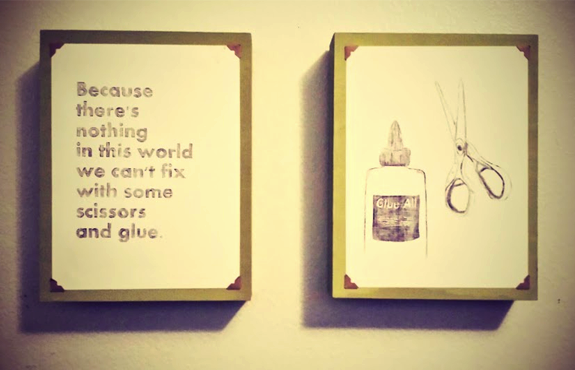 Because
there's
nothing
in this world
we can't fix
with some
scissors
and glue.
Glue-All